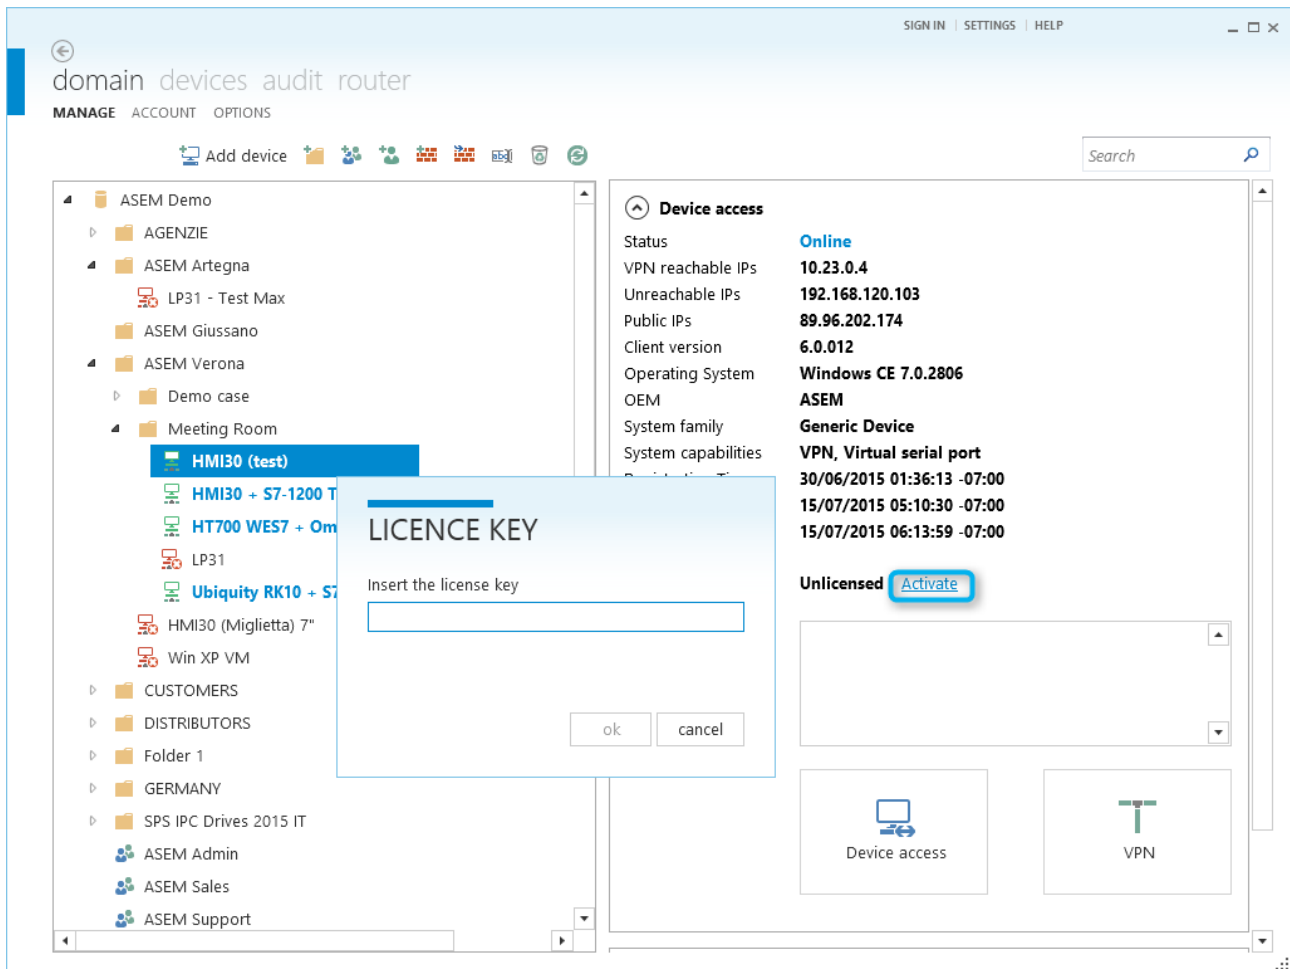 SIGN IN SETTINGS HELP
domain devices audit router
MANAGE ACCOUNT OPTIONS
Add device
Search
ASEM Demo
AGENZIE
ASEM Artegna
LP31 - Test Max
ASEM Giussano
ASEM Verona
Demo case
Meeting Room
HMI30 (test)
HMI30 + S7-1200 T
HT700 WES7 + Om
LP31
Ubiquity RK10 + S7
HMI30 (Miglietta) 7"
Win XP VM
CUSTOMERS
DISTRIBUTORS
Folder 1
GERMANY
SPS IPC Drives 2015 IT
ASEM Admin
ASEM Sales
ASEM Support
Device access
Status Online
VPN reachable IPs 10.23.0.4
Unreachable IPs 192.168.120.103
Public IPs 89.96.202.174
Client version 6.0.012
Operating System Windows CE 7.0.2806
OEM ASEM
System family Generic Device
System capabilities VPN, Virtual serial port
30/06/2015 01:36:13 -07:00
15/07/2015 05:10:30 -07:00
15/07/2015 06:13:59 -07:00
Unlicensed Activate
LICENCE KEY
Insert the license key
ok cancel
Device access
VPN